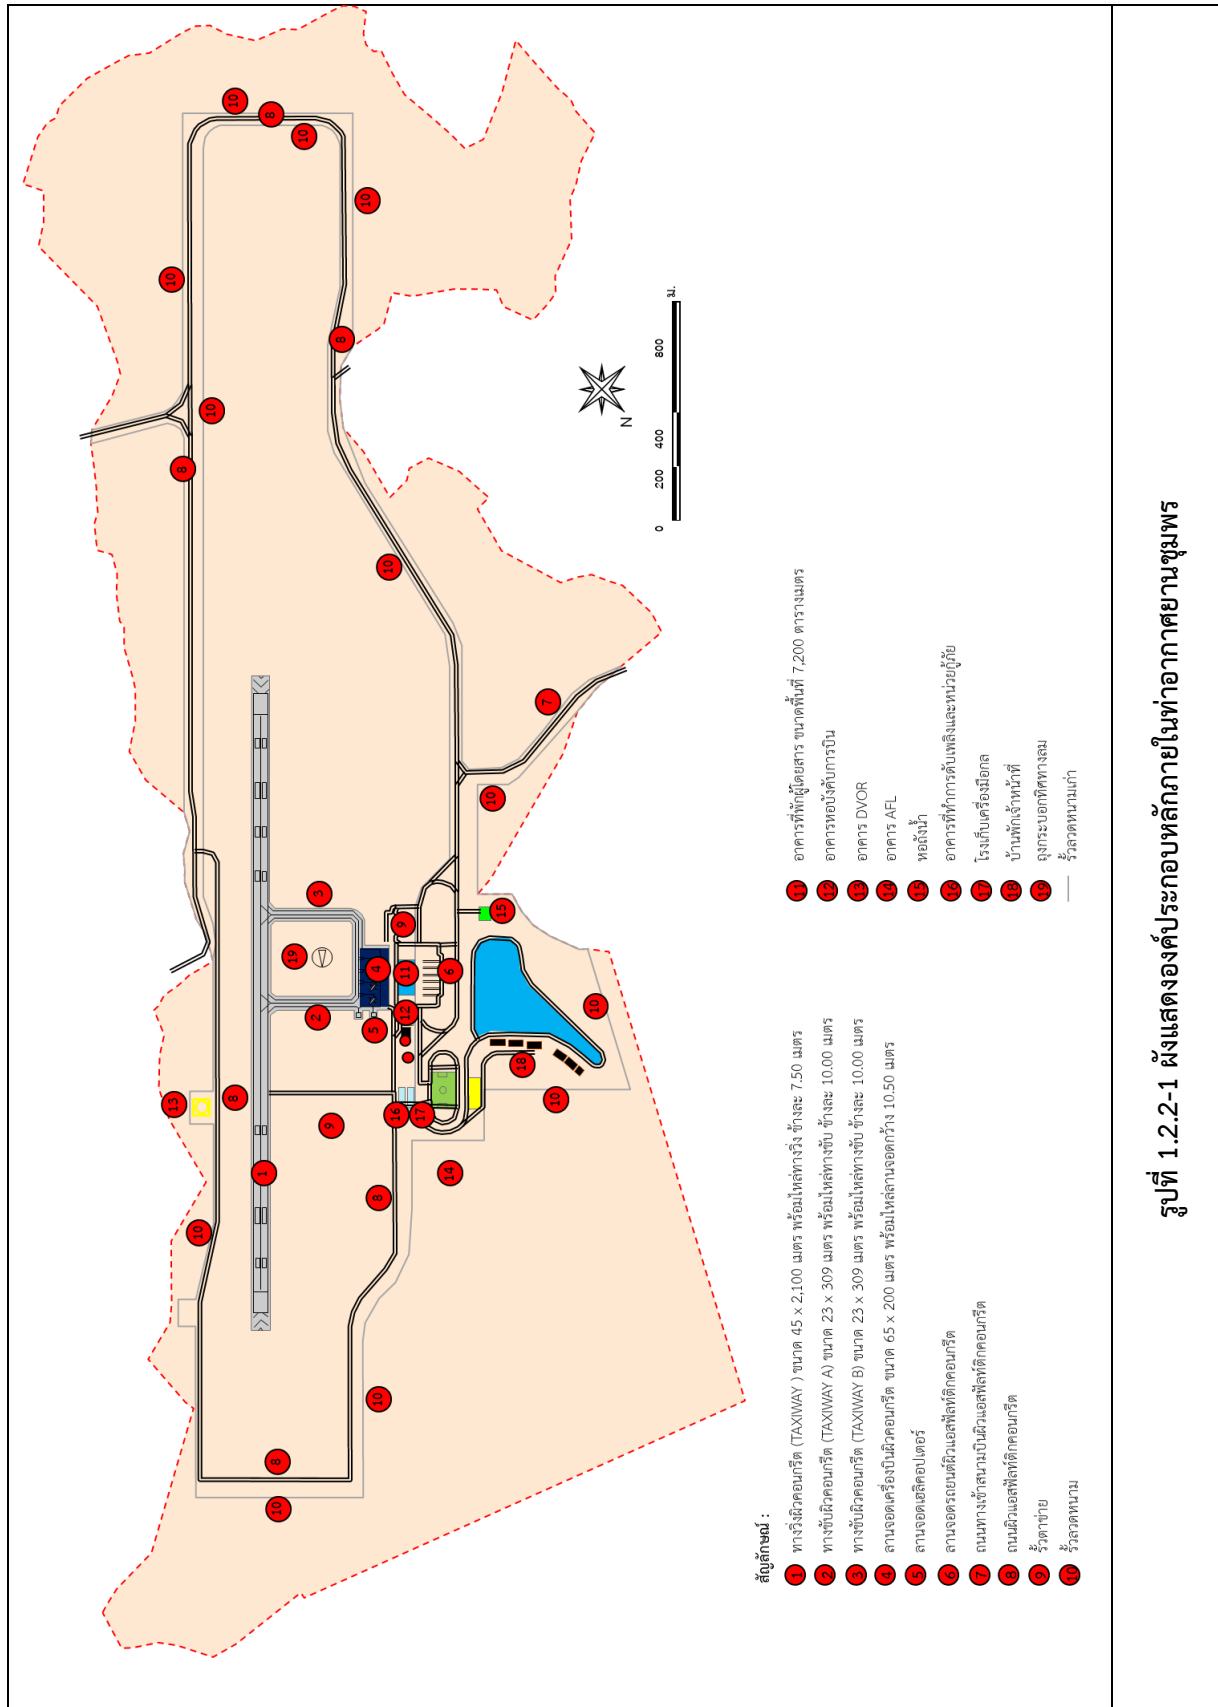 N
0 200 400 800 ม.
สัญลักษณ์ :
1 ทางวิ่งผิวคอนกรีต (TAXIWAY ) ขนาด 45 x 2,100 เมตร พร้อมไหล่ทางวิ่ง ข้างละ 7.50 เมตร
2 ทางขับผิวคอนกรีต (TAXIWAY A) ขนาด 23 x 309 เมตร พร้อมไหล่ทางขับ ข้างละ 10.00 เมตร
3 ทางขับผิวคอนกรีต (TAXIWAY B) ขนาด 23 x 309 เมตร พร้อมไหล่ทางขับ ข้างละ 10.00 เมตร
4 ลานจอดเครื่องบินผิวคอนกรีต ขนาด 65 x 200 เมตร พร้อมไหล่ลานจอดกว้าง 10.50 เมตร
5 ลานจอดเฮลิคอปเตอร์
6 ลานจอดรถยนต์ผิวแอสฟัลท์ติกคอนกรีต
7 ถนนทางเข้าสนามบินผิวแอสฟัลท์ติกคอนกรีต
8 ถนนผิวแอสฟัลท์ติกคอนกรีต
9 รั้วตาข่าย
10 รั้วลวดหนาม
11 อาคารที่พักผู้โดยสาร ขนาดพื้นที่ 7,200 ตารางเมตร
12 อาคารหอบังคับการบิน
13 อาคาร DVOR
14 อาคาร AFL
15 หอถังน้ำ
16 อาคารที่ทำการดับเพลิงและหน่วยกู้ภัย
17 โรงเก็บเครื่องมือกล
18 บ้านพักเจ้าหน้าที่
19 ถุงกระบอกทิศทางลม
รั้วลวดหนามเก่า
รูปที่ 1.2.2-1 ผังแสดงองค์ประกอบหลักภายในท่าอากาศยานชุมพร